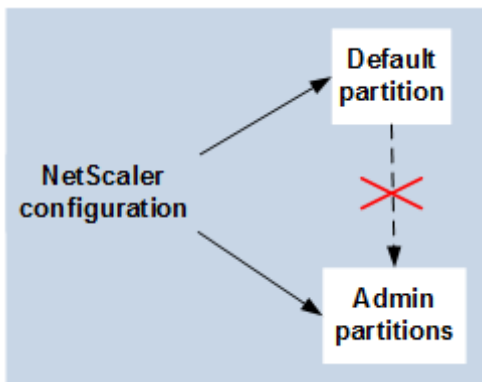 Default
partition
NetScaler
configuration
Admin
partitions